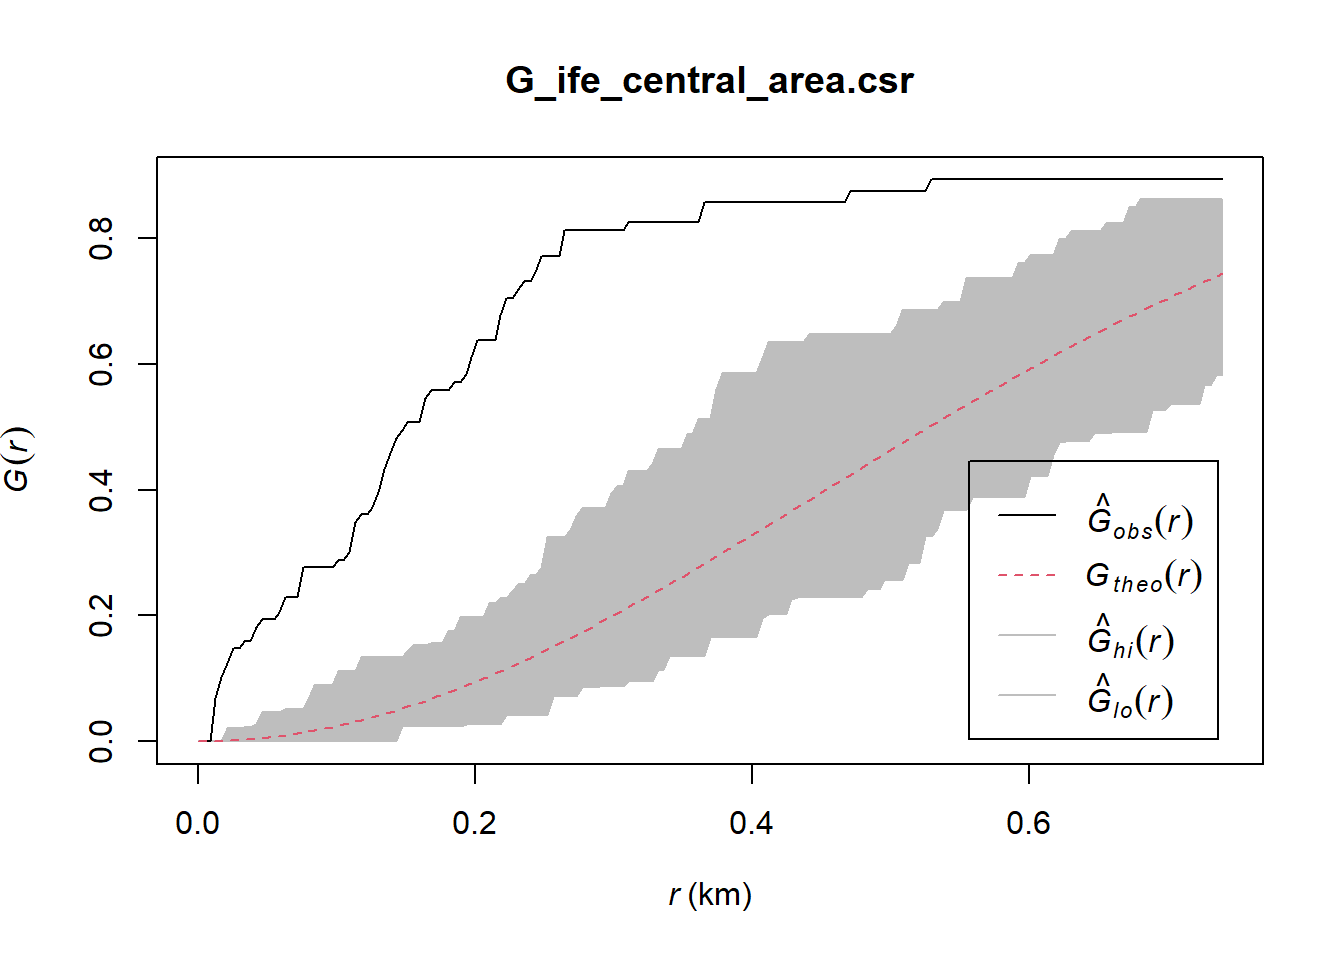 G_ife_central_area.csr
G(r)
0.0
0.2
0.4
0.6
0.8
0.0 0.2 0.4 0.6
r (km)
Ĝobs(r)
Gtheo(r)
Ĝhi(r)
Ĝlo(r)